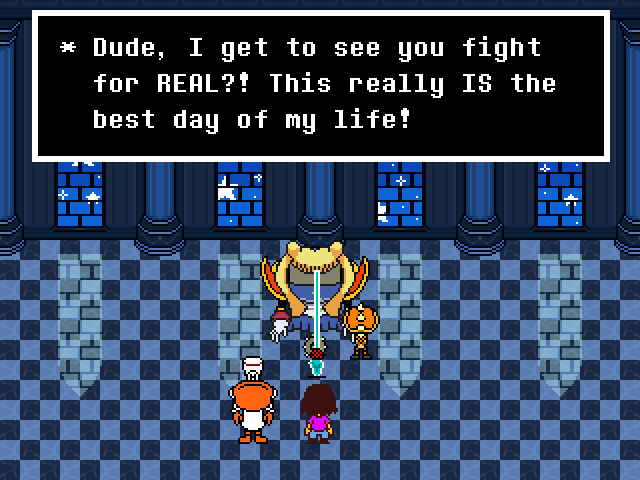 * Dude, I get to see you fight
for REAL?! This really IS the
best day of my life!